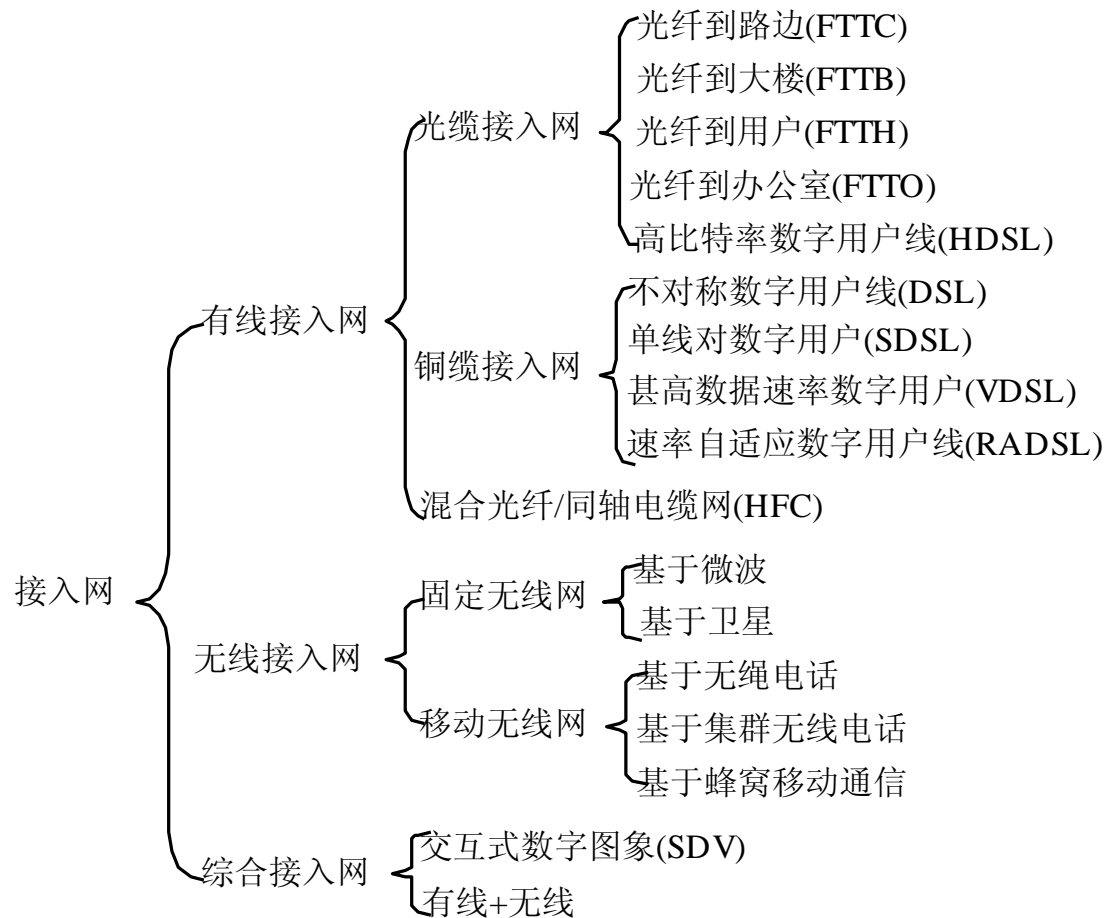 光纤到路边(FTTC)
光纤到大楼(FTTB)
光缆接入网
光纤到用户(FTTH)
光纤到办公室(FTTO)
高比特率数字用户线(HDSL)
有线接入网
不对称数字用户线(DSL)
单线对数字用户(SDSL)
铜缆接入网
甚高数据速率数字用户(VDSL)
速率自适应数字用户线(RADSL)
混合光纤/同轴电缆网(HFC)
接入网
固定无线网
基于微波
基于卫星
无线接入网
基于无绳电话
移动无线网
基于集群无线电话
基于蜂窝移动通信
综合接入网
交互式数字图象(SDV)
有线+无线